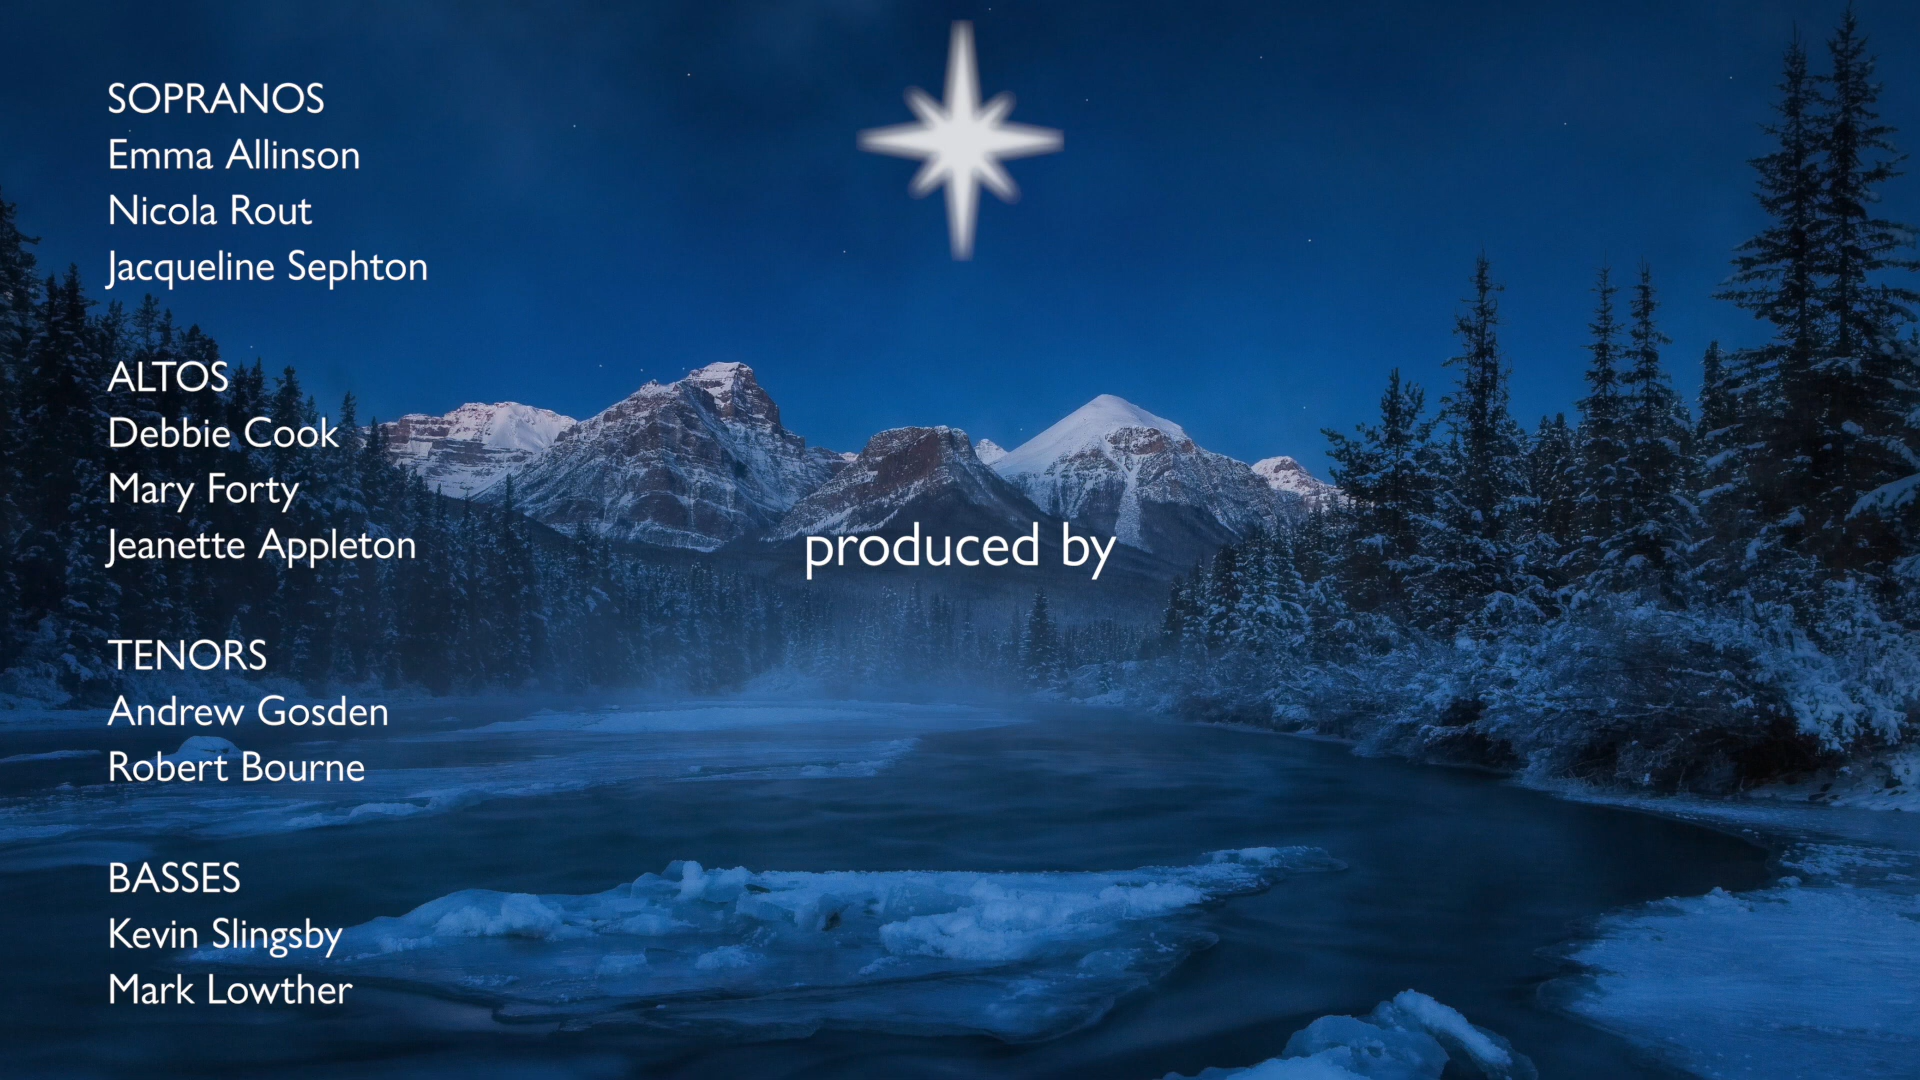 SOPRANOS
Emma Allinson
Nicola Rout
Jacqueline Sephton
ALTOS
Debbie Cook
Mary Forty
Jeanette Appleton
TENORS
Andrew Gosden
Robert Bourne
BASSES
Kevin Slingsby
Mark Lowther
produced by